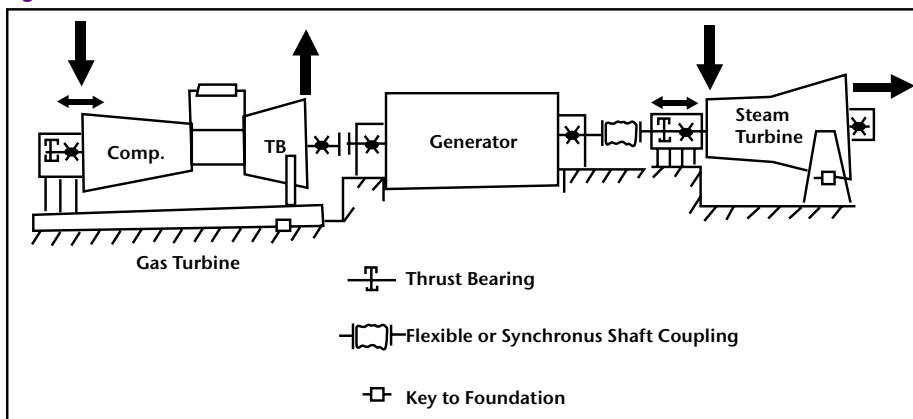 Comp.
TB
Generator
Steam
Turbine
Gas Turbine
Thrust Bearing
Flexible or Synchronus Shaft Coupling
Key to Foundation